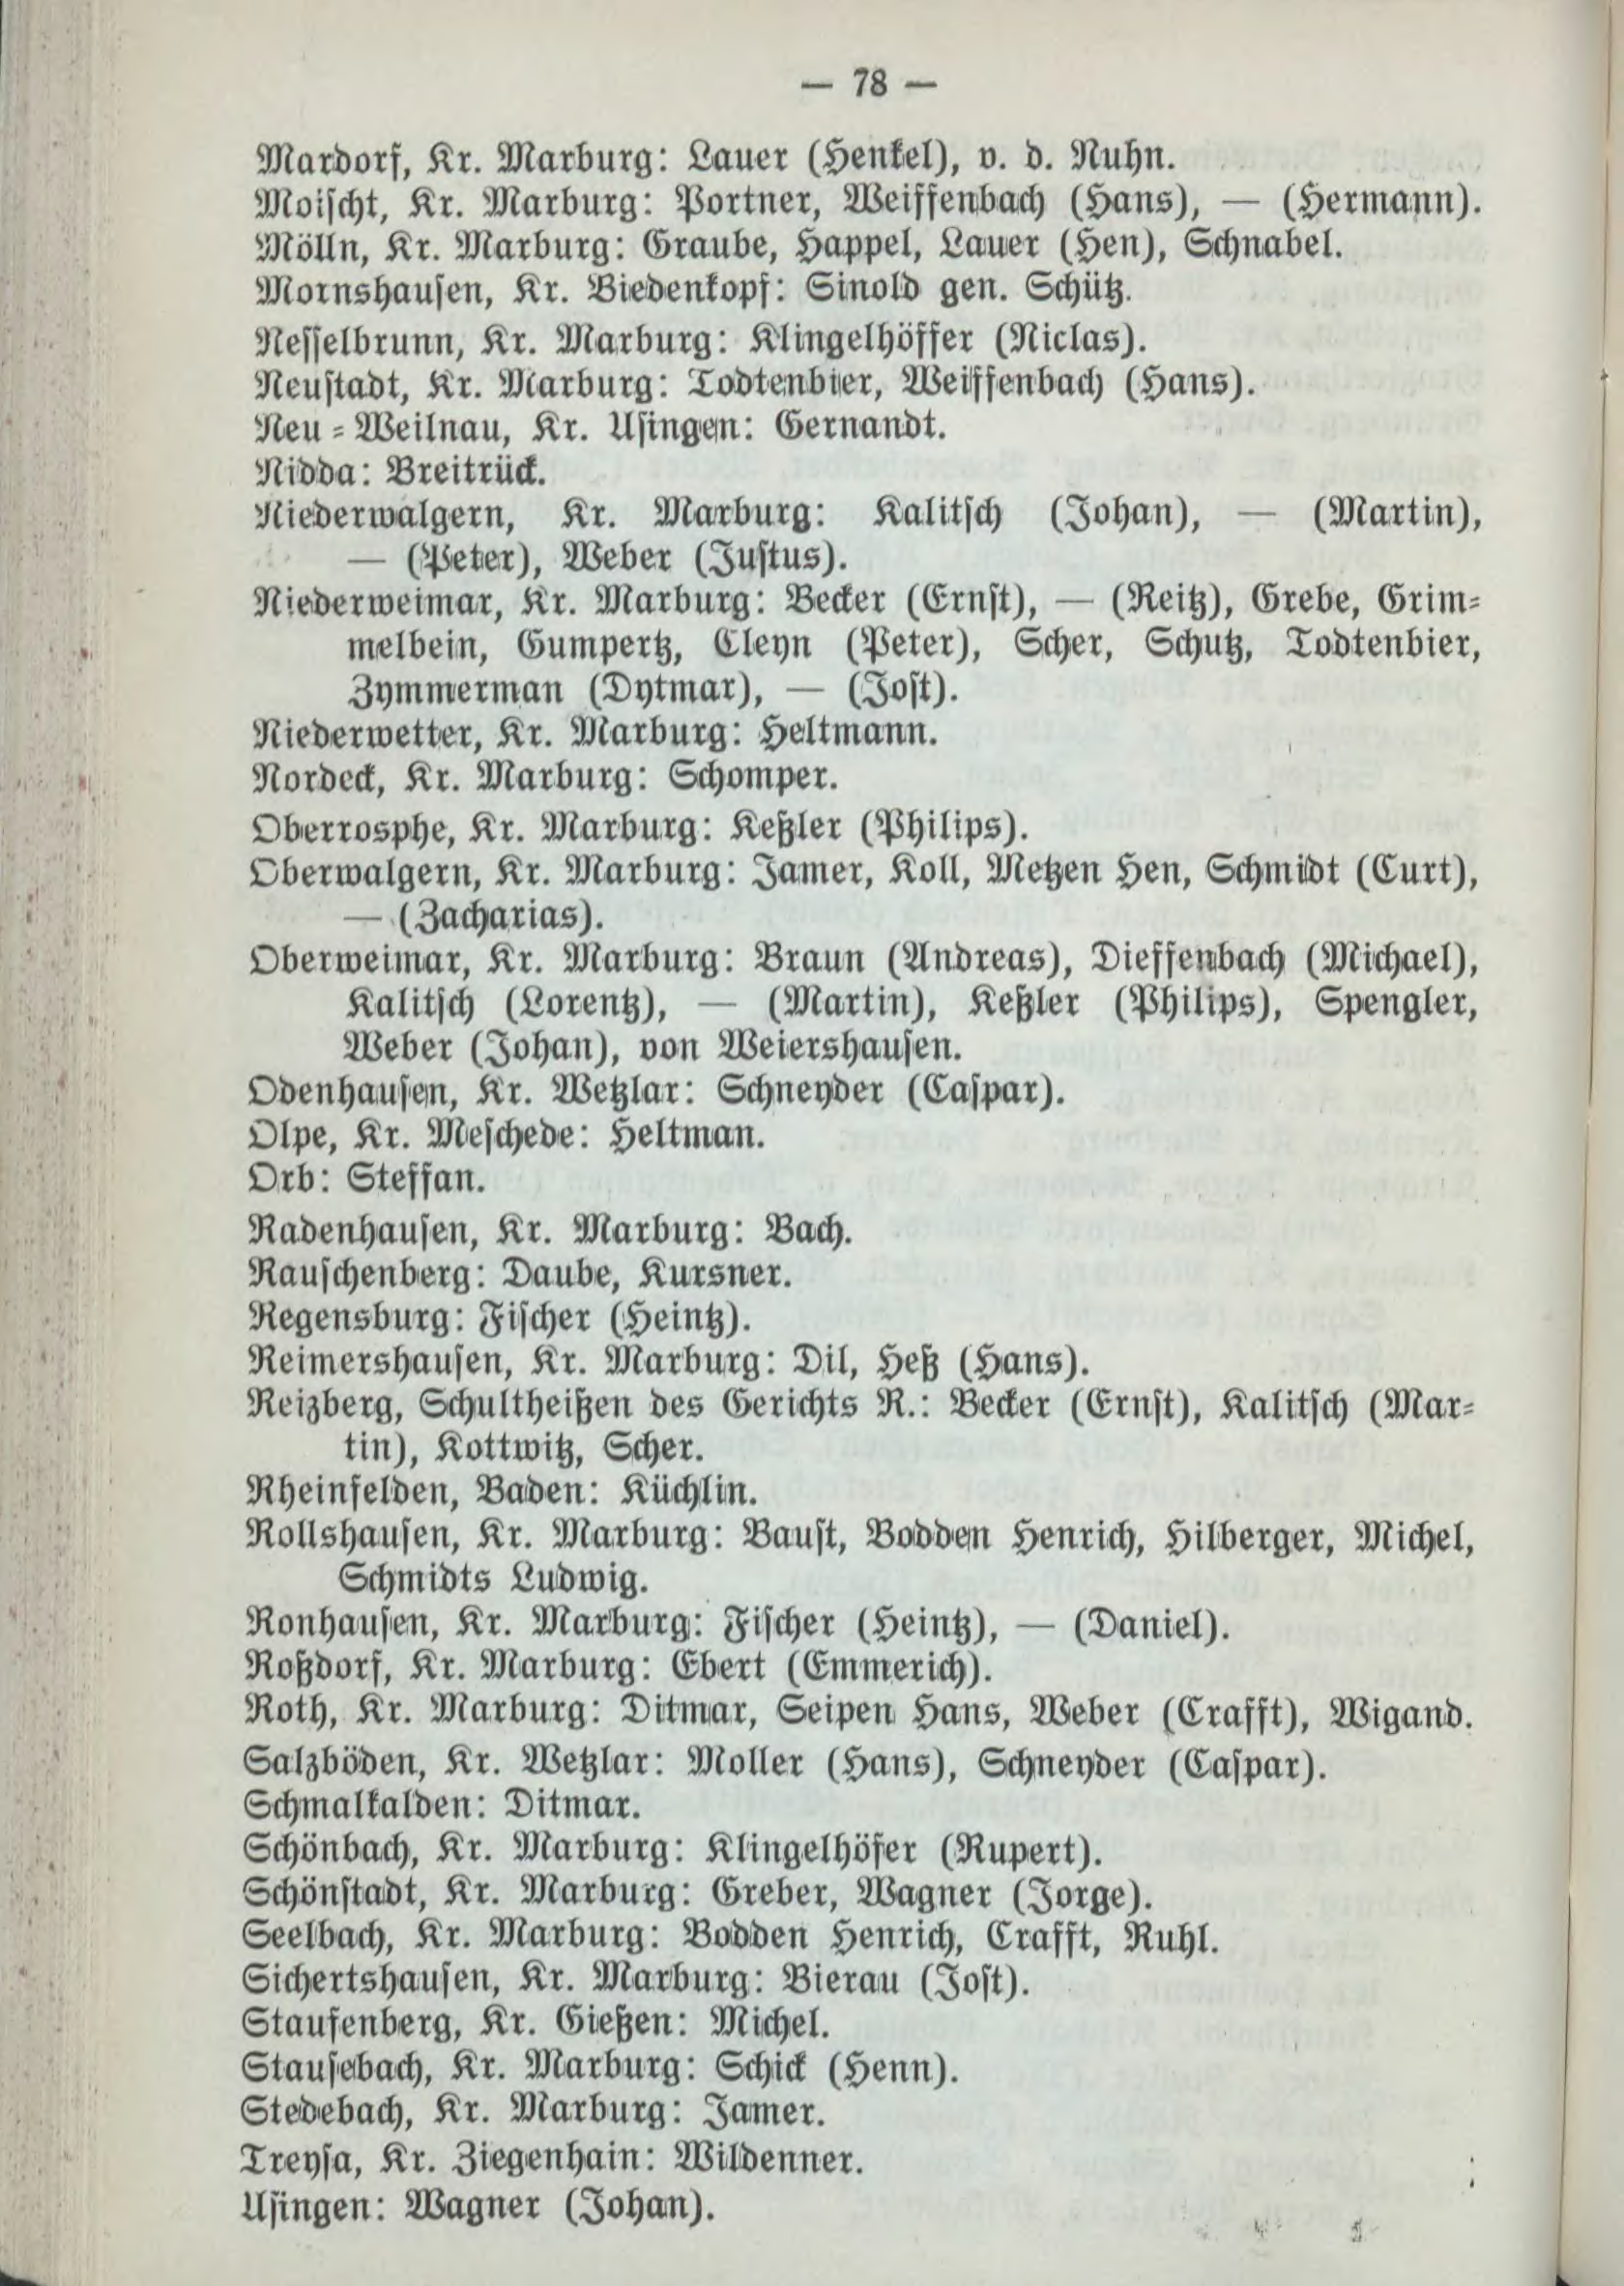 — 78 —
Mardorf, Kr. Marburg: Lauer (Henkel), v. d. Nuhn.
Moischt, Kr. Marburg: Portner, Weiffenbach (Hans), — (Hermann).
Mölln, Kr. Marburg: Graube, Happel, Lauer (Hen), Schnabel.
Mornshausen, Kr. Biedenkopf: Sinold gen. Schütz.
Nesselbrunn, Kr. Marburg: Klingelhöffer (Niclas).
Neustadt, Kr. Marburg: Todtenbier, Weiffenbach (Hans).
Neu-Weilnau, Kr. Usingen: Gernandt.
Nidda: Breitrück.
Niederwalgern, Kr. Marburg: Kalitsch (Johan), — (Martin),
— (Peter), Weber (Justus).
Niederweimar, Kr. Marburg: Becker (Ernst), — (Reitz), Grebe, Grim-
melbein, Gumpertz, Cleyn (Peter), Scher, Schutz, Todtenbier,
Zymmerman (Dytmar), — (Jost).
Niederwetter, Kr. Marburg: Heltmann.
Nordeck, Kr. Marburg: Schomper.
Oberrosphe, Kr. Marburg: Keßler (Philips).
Oberwalgern, Kr. Marburg: Jamer, Koll, Metzen Hen, Schmidt (Curt),
— (Zacharias).
Oberweimar, Kr. Marburg: Braun (Andreas), Dieffenbach (Michael),
Kalitsch (Lorentz), — (Martin), Keßler (Philips), Spengler,
Weber (Johan), von Weiershausen.
Odenhausen, Kr. Wetzlar: Schneyder (Caspar).
Olpe, Kr. Meschede: Heltman.
Orb: Steffan.
Radenhausen, Kr. Marburg: Bach.
Rauschenberg: Daube, Kursner.
Regensburg: Fischer (Heintz).
Reimershausen, Kr. Marburg: Dil, Heß (Hans).
Reizberg, Schultheißen des Gerichts R.: Becker (Ernst), Kalitsch (Mar-
tin), Kottwitz, Scher.
Rheinfelden, Baden: Küchlin.
Rollshausen, Kr. Marburg: Baust, Bodden Henrich, Hilberger, Michel,
Schmidts Ludwig.
Ronhausen, Kr. Marburg: Fischer (Heintz), — (Daniel).
Roßdorf, Kr. Marburg: Ebert (Emmerich).
Roth, Kr. Marburg: Ditmar, Seipen Hans, Weber (Crafft), Wigand.
Salzböden, Kr. Wetzlar: Moller (Hans), Schneyder (Caspar).
Schmalkalden: Ditmar.
Schönbach, Kr. Marburg: Klingelhöfer (Rupert).
Schönstadt, Kr. Marburg: Greber, Wagner (Jorge).
Seelbach, Kr. Marburg: Bodden Henrich, Crafft, Ruhl.
Sichertshausen, Kr. Marburg: Bierau (Jost).
Staufenberg, Kr. Gießen: Michel.
Stausebach, Kr. Marburg: Schick (Henn).
Stedebach, Kr. Marburg: Jamer.
Treysa, Kr. Ziegenhain: Wildenner.
Usingen: Wagner (Johan).